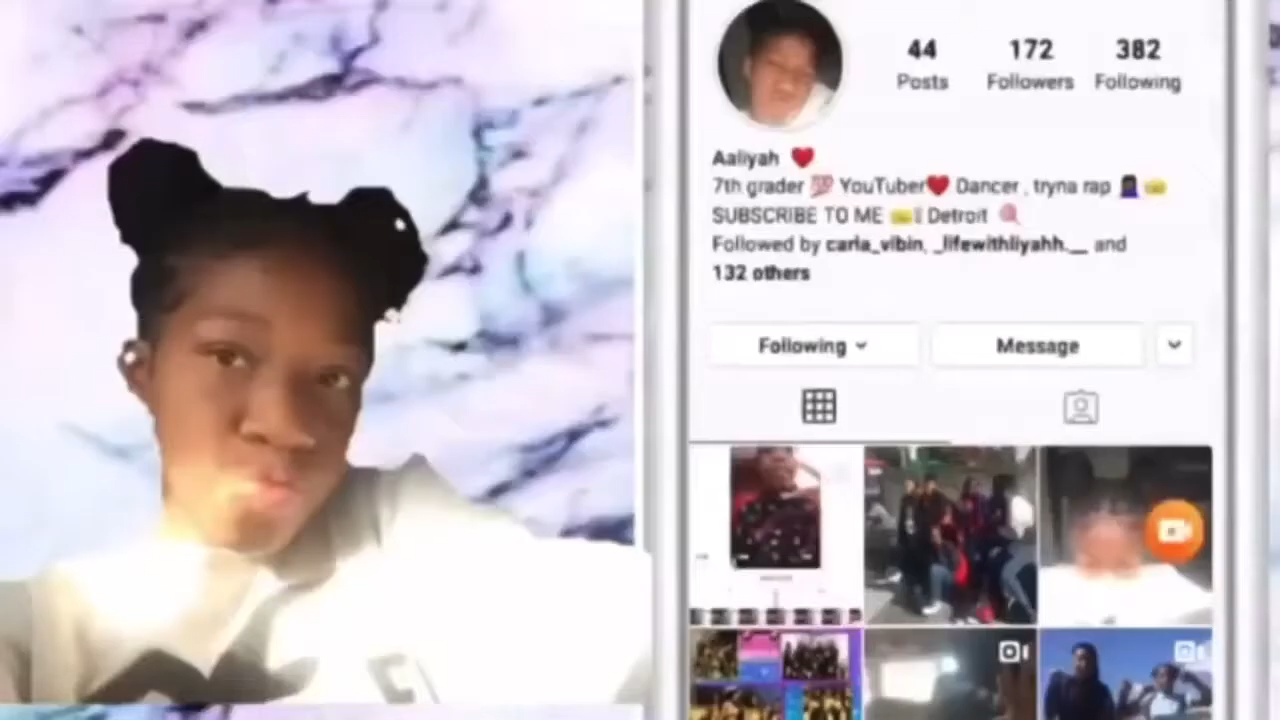 44 172 382
Posts Followers Following
Aaliyah ❤️
7th grader 💯 YouTuber❤️ Dancer , tryna rap
SUBSCRIBE TO ME Detroit 🍭
Followed by carla_vibin, _lifewithliyahh.__ and
132 others
Following Message